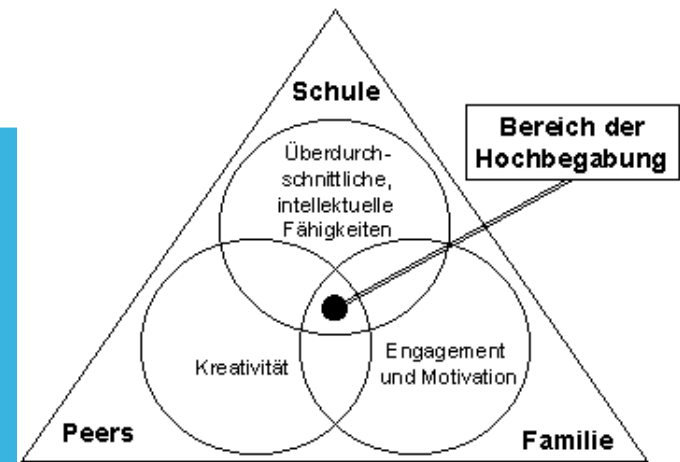 Schule
Bereich der
Hochbegabung
Überdurch-
schnittliche,
intellektuelle
Fähigkeiten
Kreativität
Engagement
und Motivation
Peers
Familie